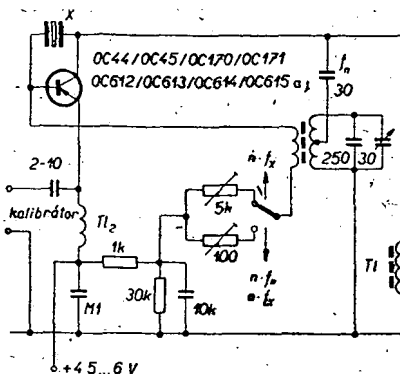 X
OC44/OC45/OC170/OC171
OC612/OC613/OC614/OC615 aj.
fn
30
2-10
n·fx
250
30
kalibrátor
Tl2
5k
1k
100
Tl
M1
30k
10k
n·fn
a·fx
+4,5...6 V